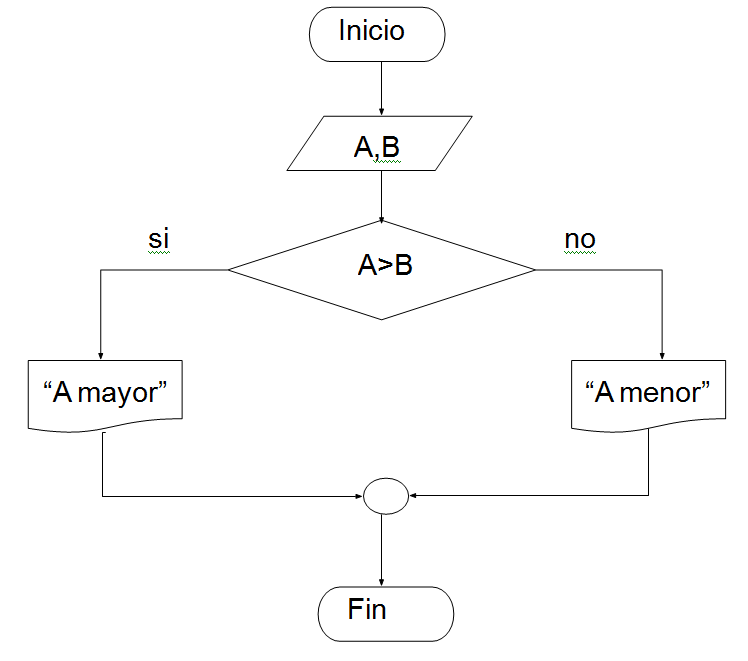 Inicio
A,B
si
no
A>B
“A mayor”
“A menor”
Fin